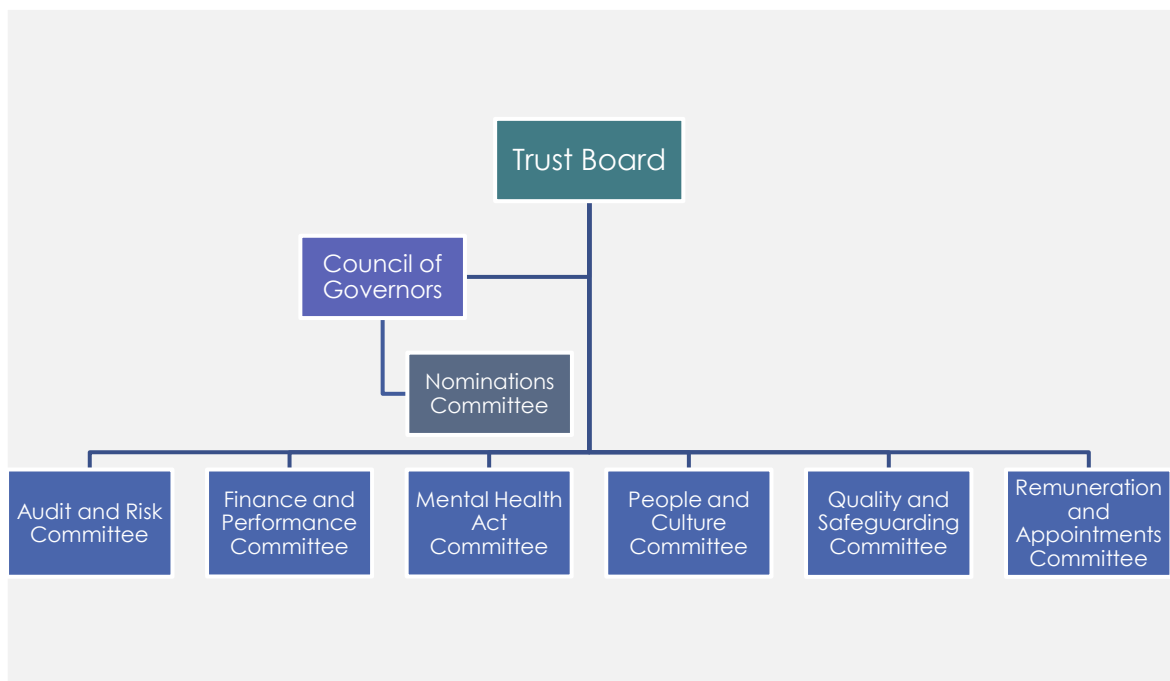 Trust Board
Council of
Governors
Nominations
Committee
Audit and Risk
Committee
Finance and
Performance
Committee
Mental Health
Act
Committee
People and
Culture
Committee
Quality and
Safeguarding
Committee
Remuneration
and
Appointments
Committee